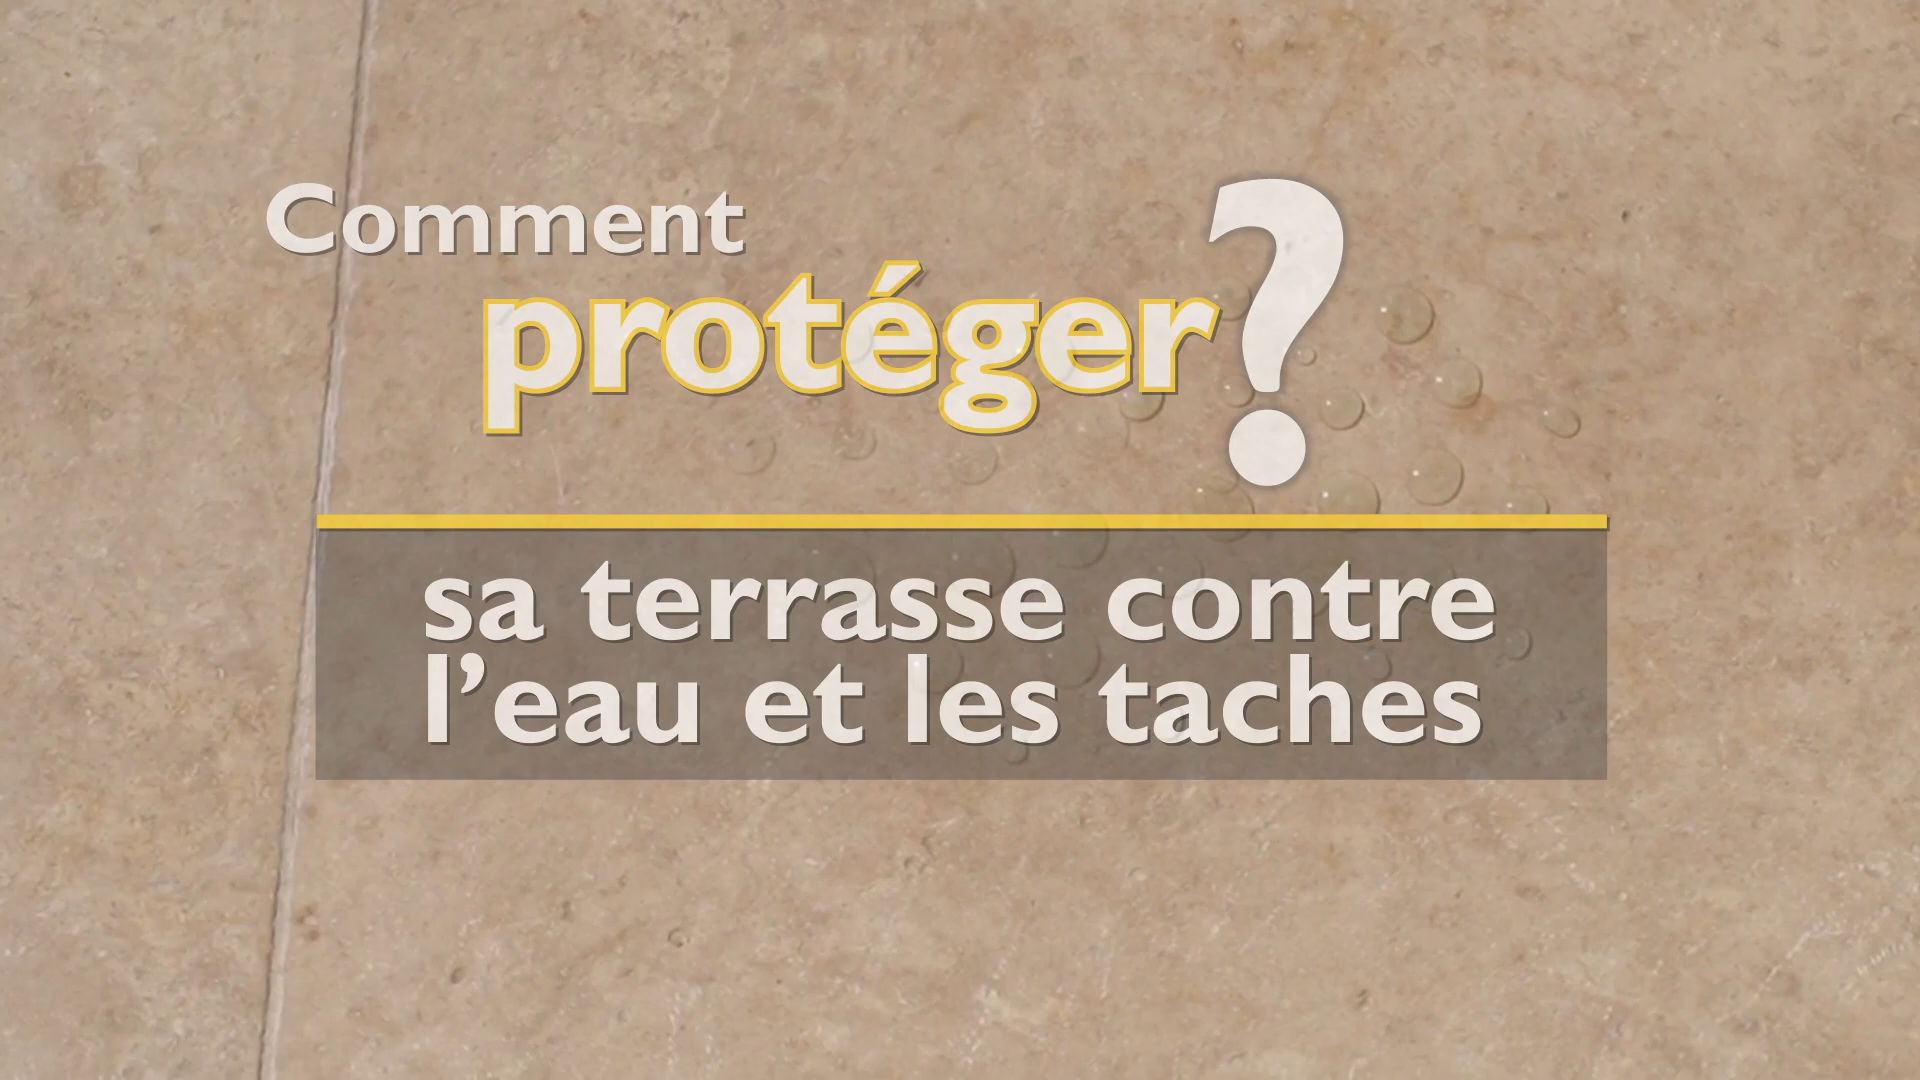 Comment
protéger ?
sa terrasse contre
l’eau et les taches